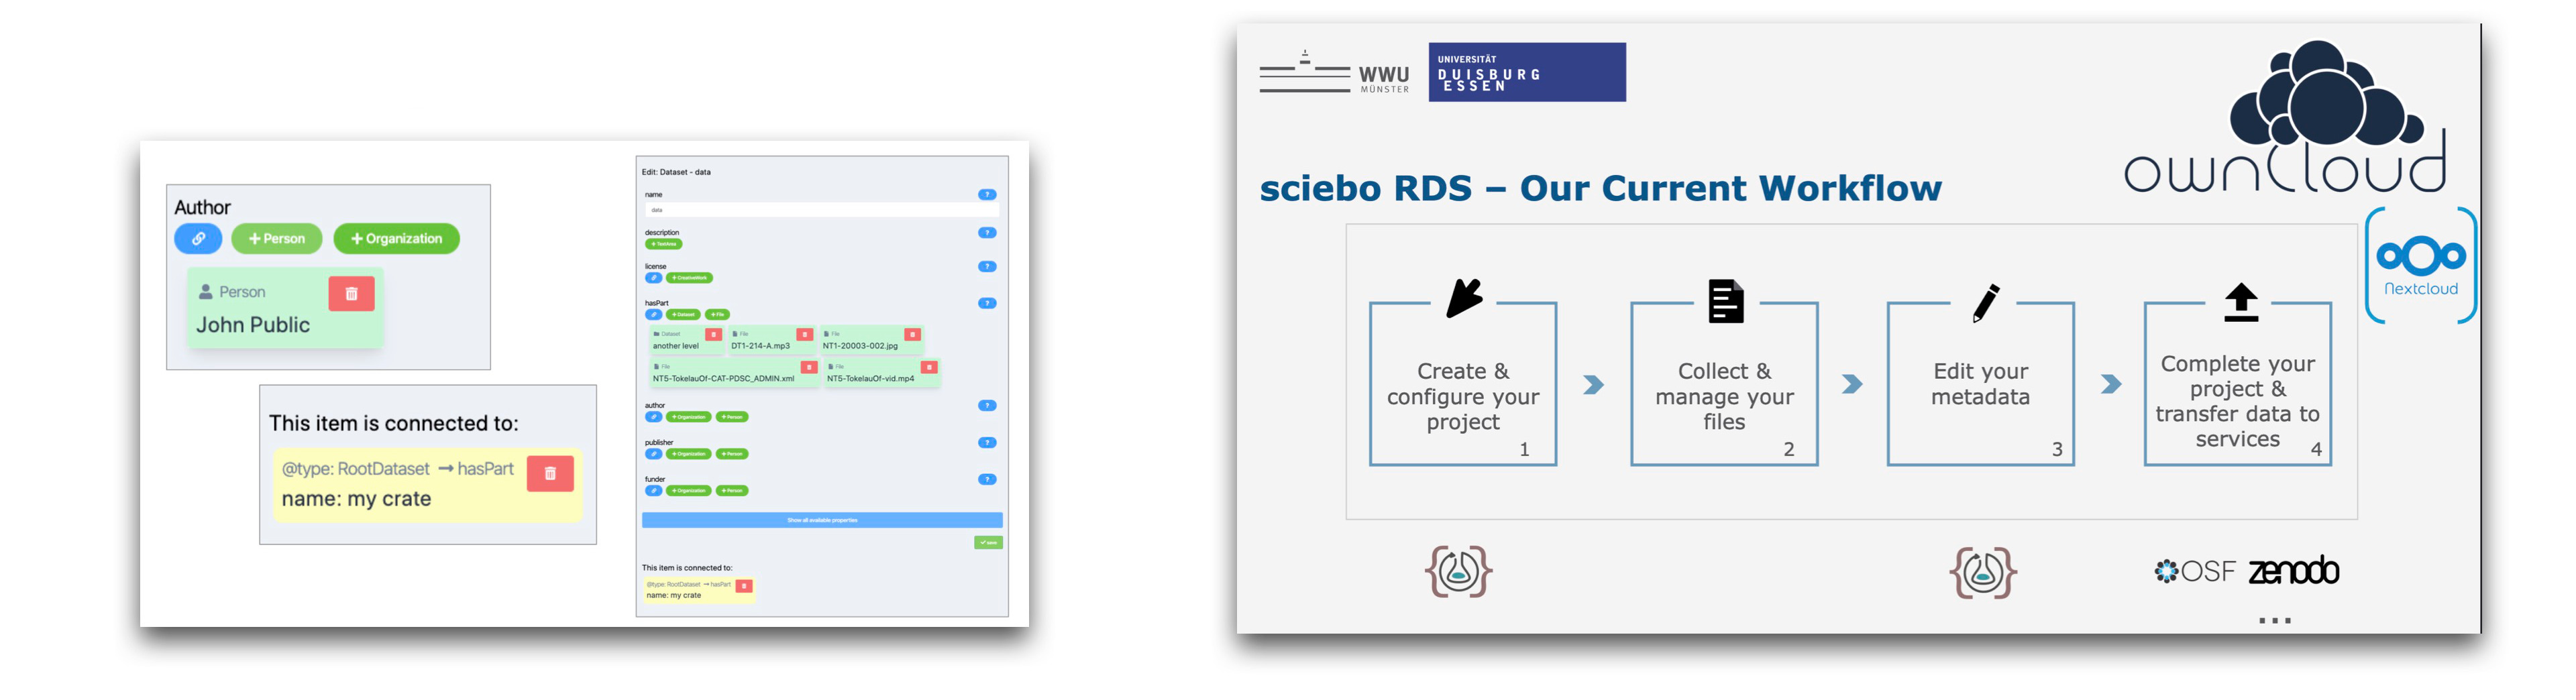 Author
+ Person
+ Organization
Person
John Public
This item is connected to:
@type: RootDataset → hasPart
name: my crate
Edit: Dataset - data
name
?
data
description
?
+ TextArea
license
?
+ CreativeWork
hasPart
?
+ Dataset
+ File
Dataset
another level
File
DT1-214-A.mp3
File
NT1-20003-002.jpg
File
NT5-TokelauOf-CAT-PDSC_ADMIN.xml
File
NT5-TokelauOf-vid.mp4
author
?
+ Organization
+ Person
publisher
?
+ Organization
+ Person
funder
?
+ Organization
+ Person
Show all available properties
save
This item is connected to:
@type: RootDataset → hasPart
name: my crate
WWU
MÜNSTER
UNIVERSITÄT
DUISBURG
ESSEN
ownCloud
sciebo RDS – Our Current Workflow
Nextcloud
Create &
configure your
project
1
Collect &
manage your
files
2
Edit your
metadata
3
Complete your
project &
transfer data to
services
4
OSF zenodo
...